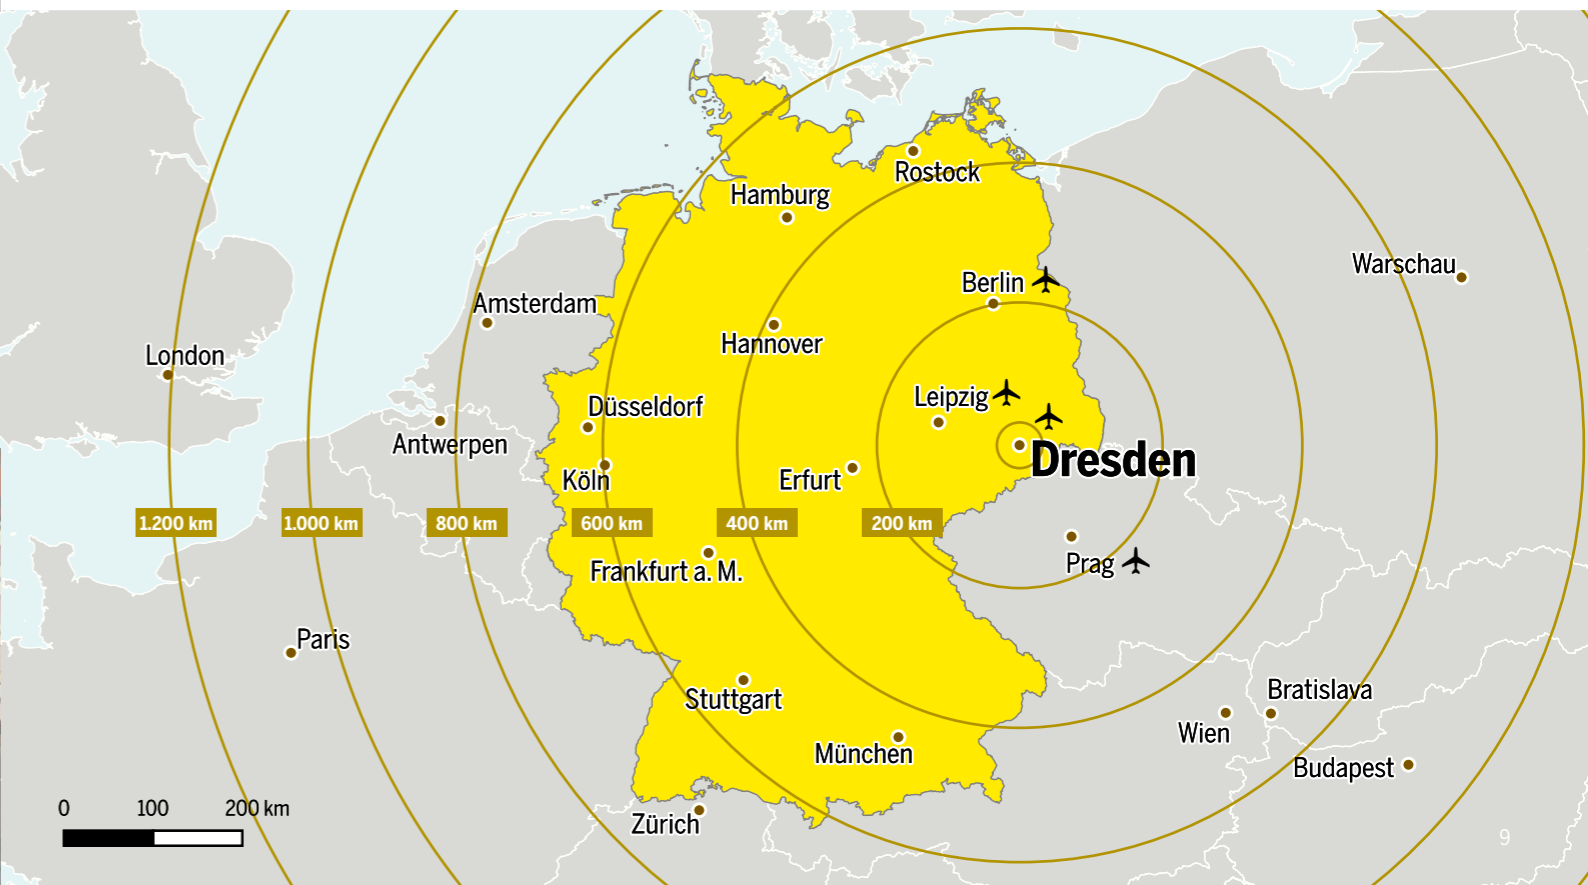 Rostock
Hamburg
Warschau
Berlin
Amsterdam
Hannover
London
Leipzig
Düsseldorf
Antwerpen
Dresden
Köln
Erfurt
1.200 km
1.000 km
800 km
600 km
400 km
200 km
Prag
Frankfurt a. M.
Paris
Bratislava
Stuttgart
Wien
München
Budapest
0 100 200 km
Zürich
9